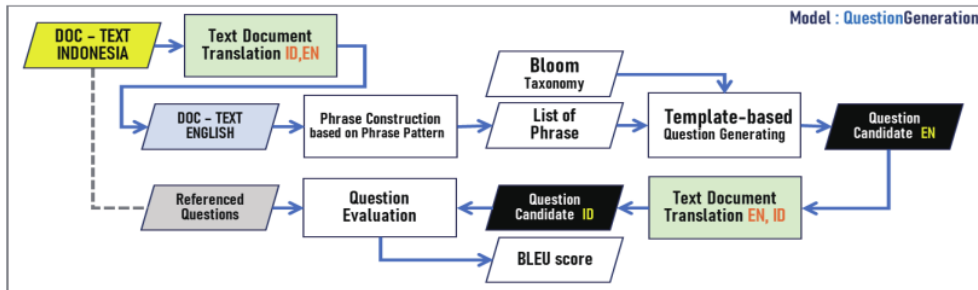 Model : QuestionGeneration
DOC – TEXT
INDONESIA
Text Document
Translation ID,EN
DOC – TEXT
ENGLISH
Phrase Construction
based on Phrase Pattern
Bloom
Taxonomy
List of
Phrase
Template-based
Question Generating
Question
Candidate EN
Referenced
Questions
Question
Evaluation
Question
Candidate ID
Text Document
Translation EN, ID
BLEU score